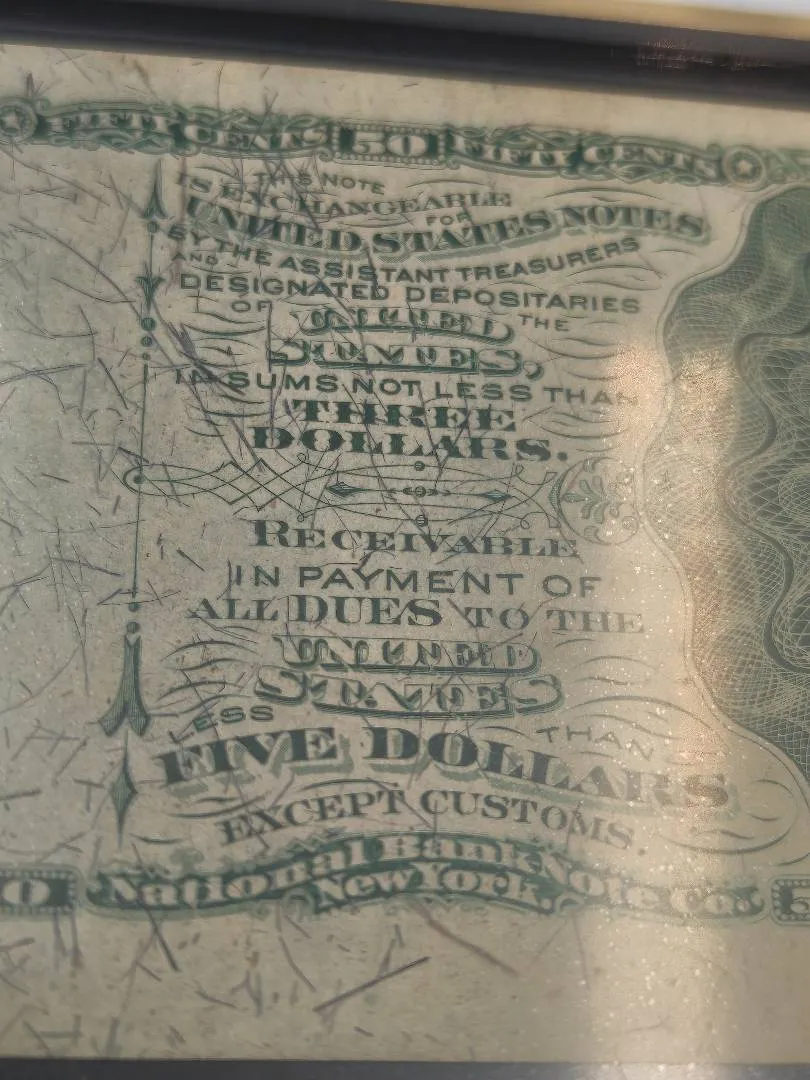 FIFTY CENTS 50 FIFTY CENTS
THIS NOTE
IS EXCHANGEABLE
FOR
UNITED STATES NOTES
BY THE ASSISTANT TREASURERS
AND
DESIGNATED DEPOSITARIES
OF THE
UNITED
STATES,
IN SUMS NOT LESS THAN
THREE
DOLLARS.
RECEIVABLE
IN PAYMENT OF
ALL DUES TO THE
UNITED
STATES
LESS THAN
FIVE DOLLARS
EXCEPT CUSTOMS.
National Bank Note Co.
New York.